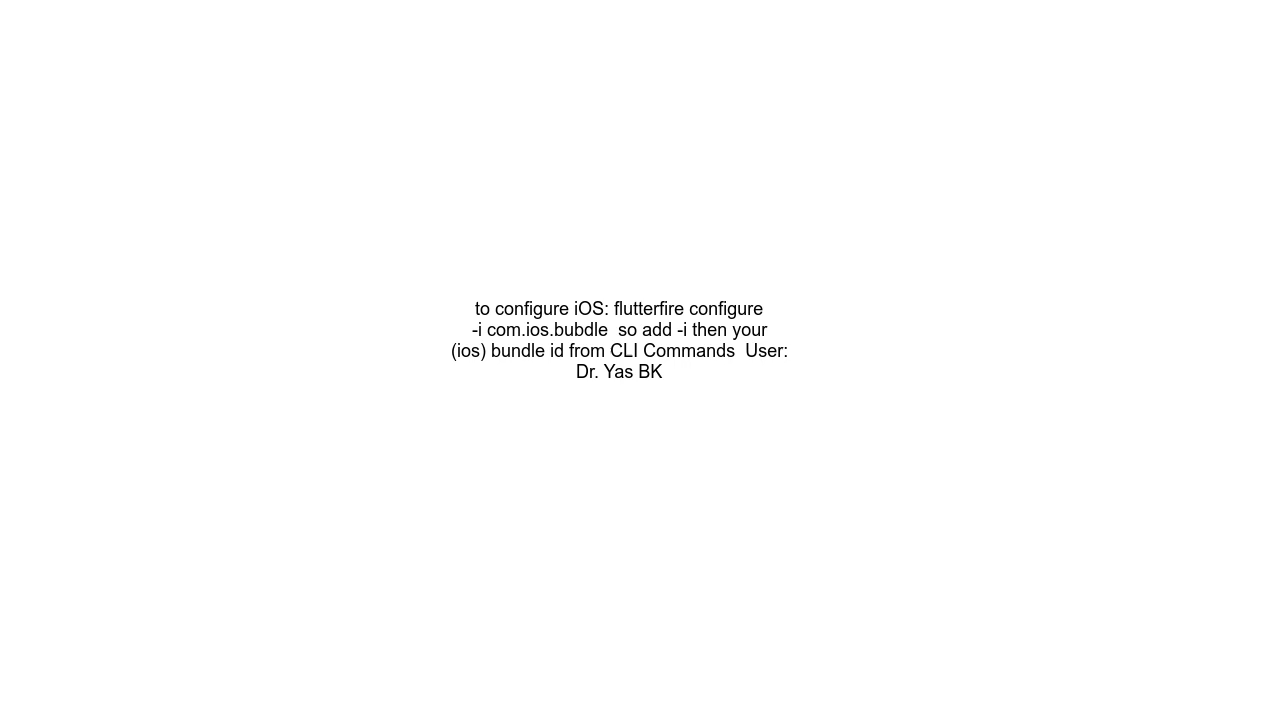 to configure iOS: flutterfire configure
-i com.ios.bubdle  so add -i then your
(ios) bundle id from CLI Commands  User:
Dr. Yas BK